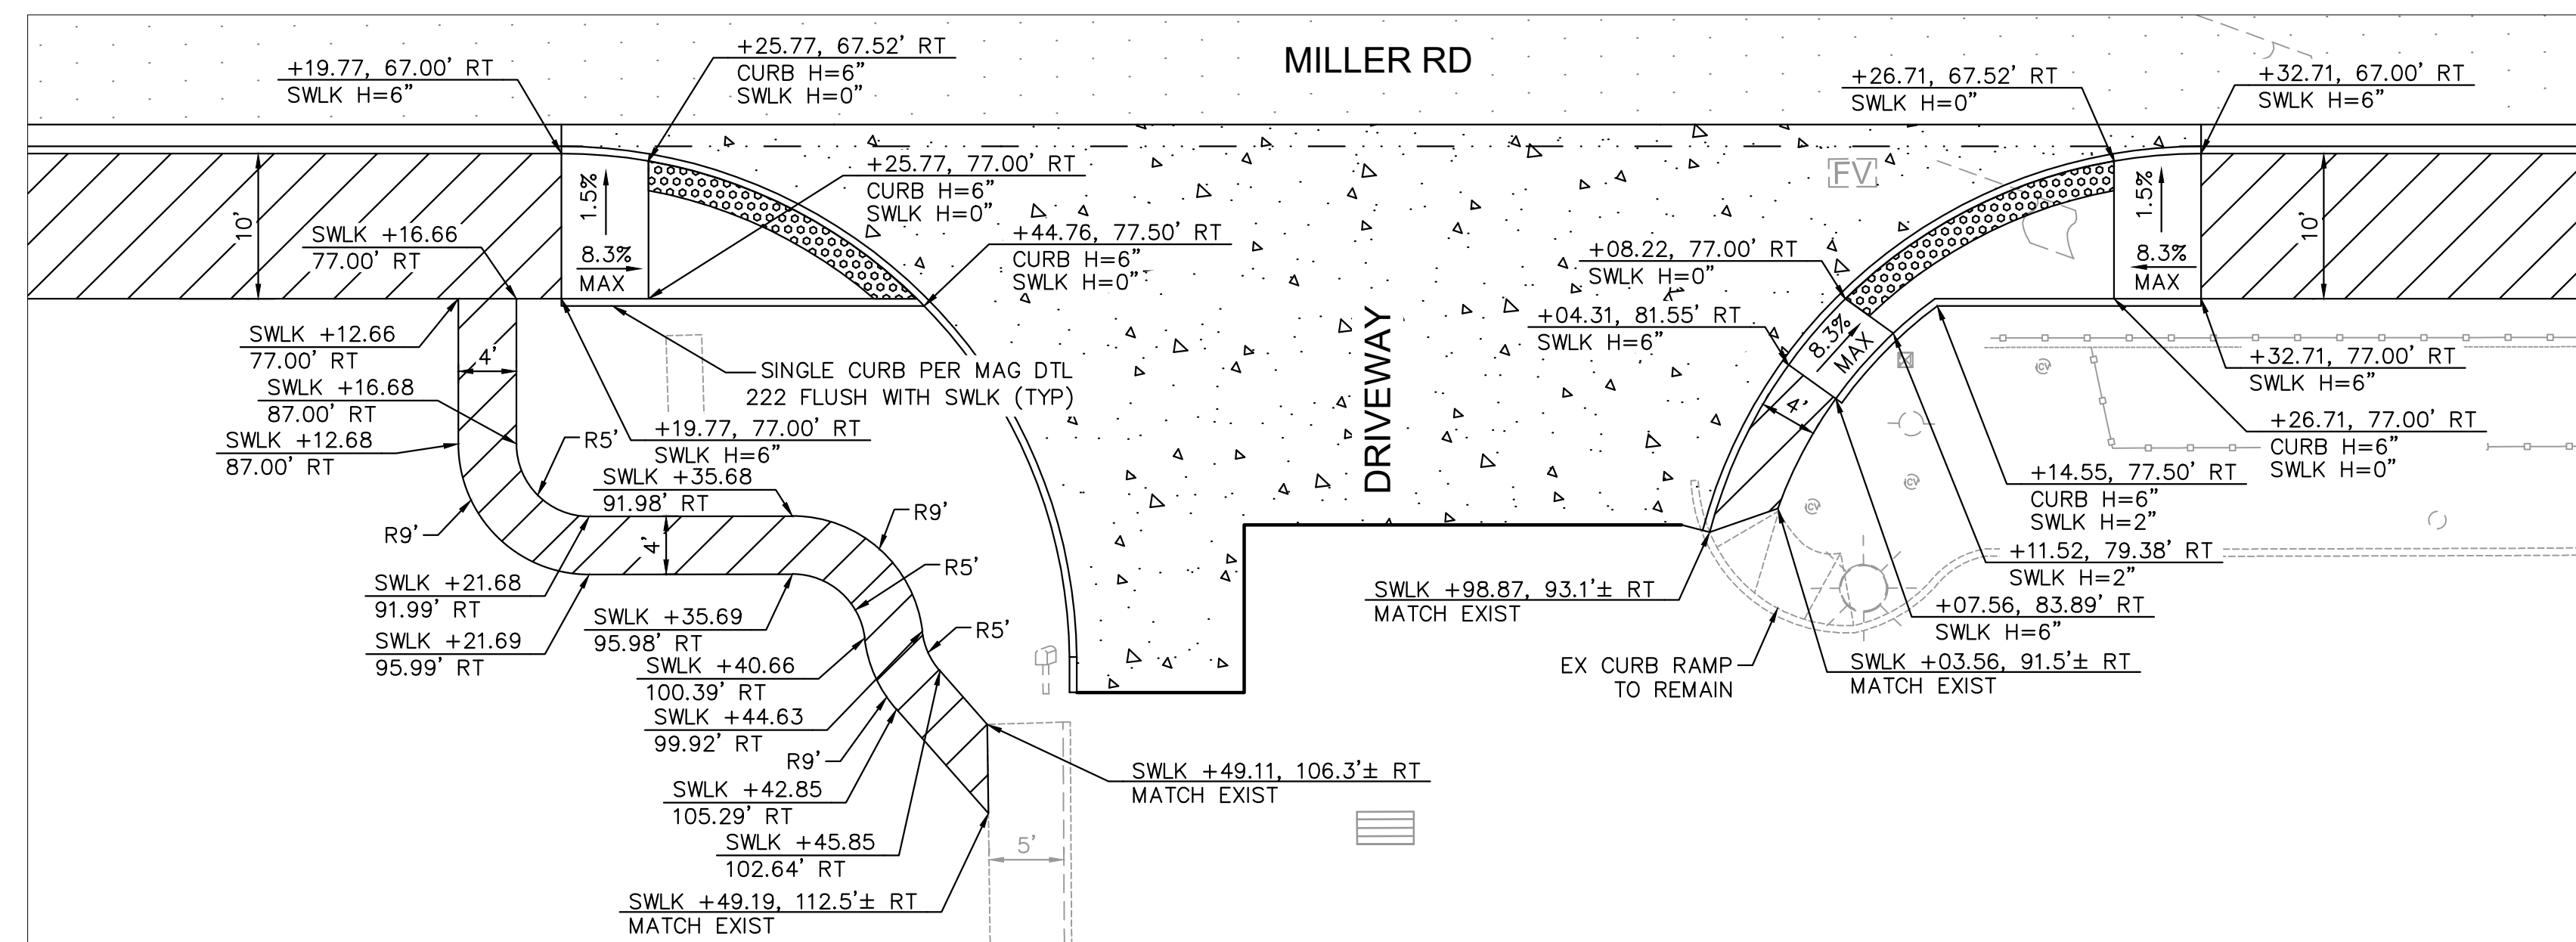 MILLER RD
+19.77, 67.00' RT
SWLK H=6"
+25.77, 67.52' RT
CURB H=6"
SWLK H=0"
+26.71, 67.52' RT
SWLK H=0"
+32.71, 67.00' RT
SWLK H=6"
10'
1.5%
8.3%
MAX
+25.77, 77.00' RT
CURB H=6"
SWLK H=0"
FV
1.5%
8.3%
MAX
10'
SWLK +16.66
77.00' RT
+44.76, 77.50' RT
CURB H=6"
SWLK H=0"
+08.22, 77.00' RT
SWLK H=0"
SWLK +12.66
77.00' RT
4'
+04.31, 81.55' RT
SWLK H=6"
8.3%
MAX
4'
DRIVEWAY
SINGLE CURB PER MAG DTL
222 FLUSH WITH SWLK (TYP)
+32.71, 77.00' RT
SWLK H=6"
CV
SWLK +16.68
87.00' RT
SWLK +12.68
87.00' RT
R5'
+19.77, 77.00' RT
SWLK H=6"
+26.71, 77.00' RT
CURB H=6"
SWLK H=0"
SWLK +35.68
91.98' RT
+14.55, 77.50' RT
CURB H=6"
SWLK H=2"
CV
CV
R9'
4'
R9'
R5'
+11.52, 79.38' RT
SWLK H=2"
SWLK +21.68
91.99' RT
SWLK +35.69
95.98' RT
SWLK +98.87, 93.1'± RT
MATCH EXIST
+07.56, 83.89' RT
SWLK H=6"
SWLK +21.69
95.99' RT
R5'
SWLK +40.66
100.39' RT
EX CURB RAMP
TO REMAIN
SWLK +03.56, 91.5'± RT
MATCH EXIST
SWLK +44.63
99.92' RT
R9'
SWLK +49.11, 106.3'± RT
MATCH EXIST
SWLK +42.85
105.29' RT
SWLK +45.85
102.64' RT
5'
SWLK +49.19, 112.5'± RT
MATCH EXIST